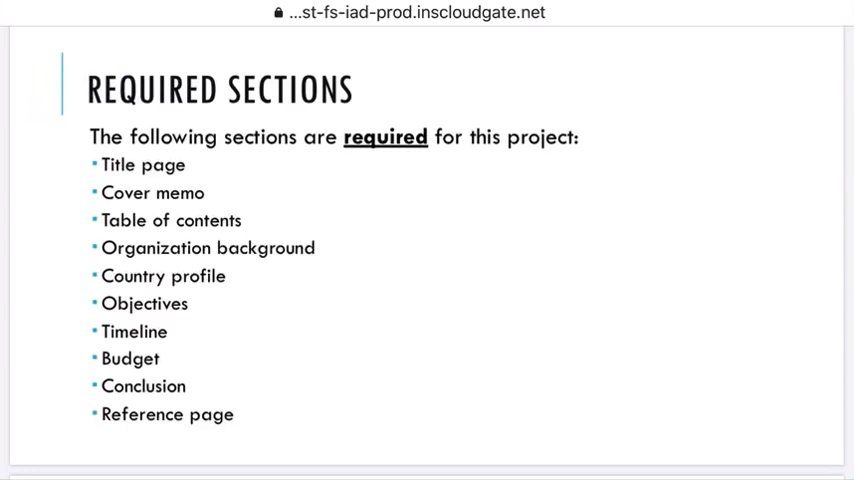 ...st-fs-iad-prod.inscloudgate.net
REQUIRED SECTIONS
The following sections are required for this project:
▪ Title page
▪ Cover memo
▪ Table of contents
▪ Organization background
▪ Country profile
▪ Objectives
▪ Timeline
▪ Budget
▪ Conclusion
▪ Reference page